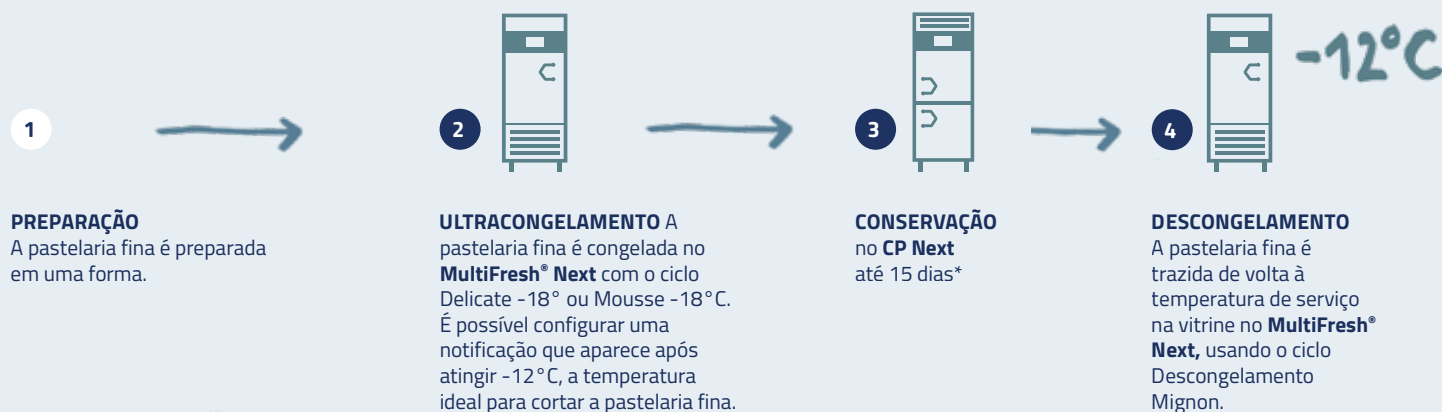 -12°C
1
2
3
4
PREPARAÇÃO
A pastelaria fina é preparada
em uma forma.
ULTRACONGELAMENTO A
pastelaria fina é congelada no
MultiFresh® Next com o ciclo
Delicate -18° ou Mousse -18°C.
É possível configurar uma
notificação que aparece após
atingir -12°C, a temperatura
ideal para cortar a pastelaria fina.
CONSERVAÇÃO
no CP Next
até 15 dias*
DESCONGELAMENTO
A pastelaria fina é
trazida de volta à
temperatura de serviço
na vitrine no MultiFresh®
Next, usando o ciclo
Descongelamento
Mignon.